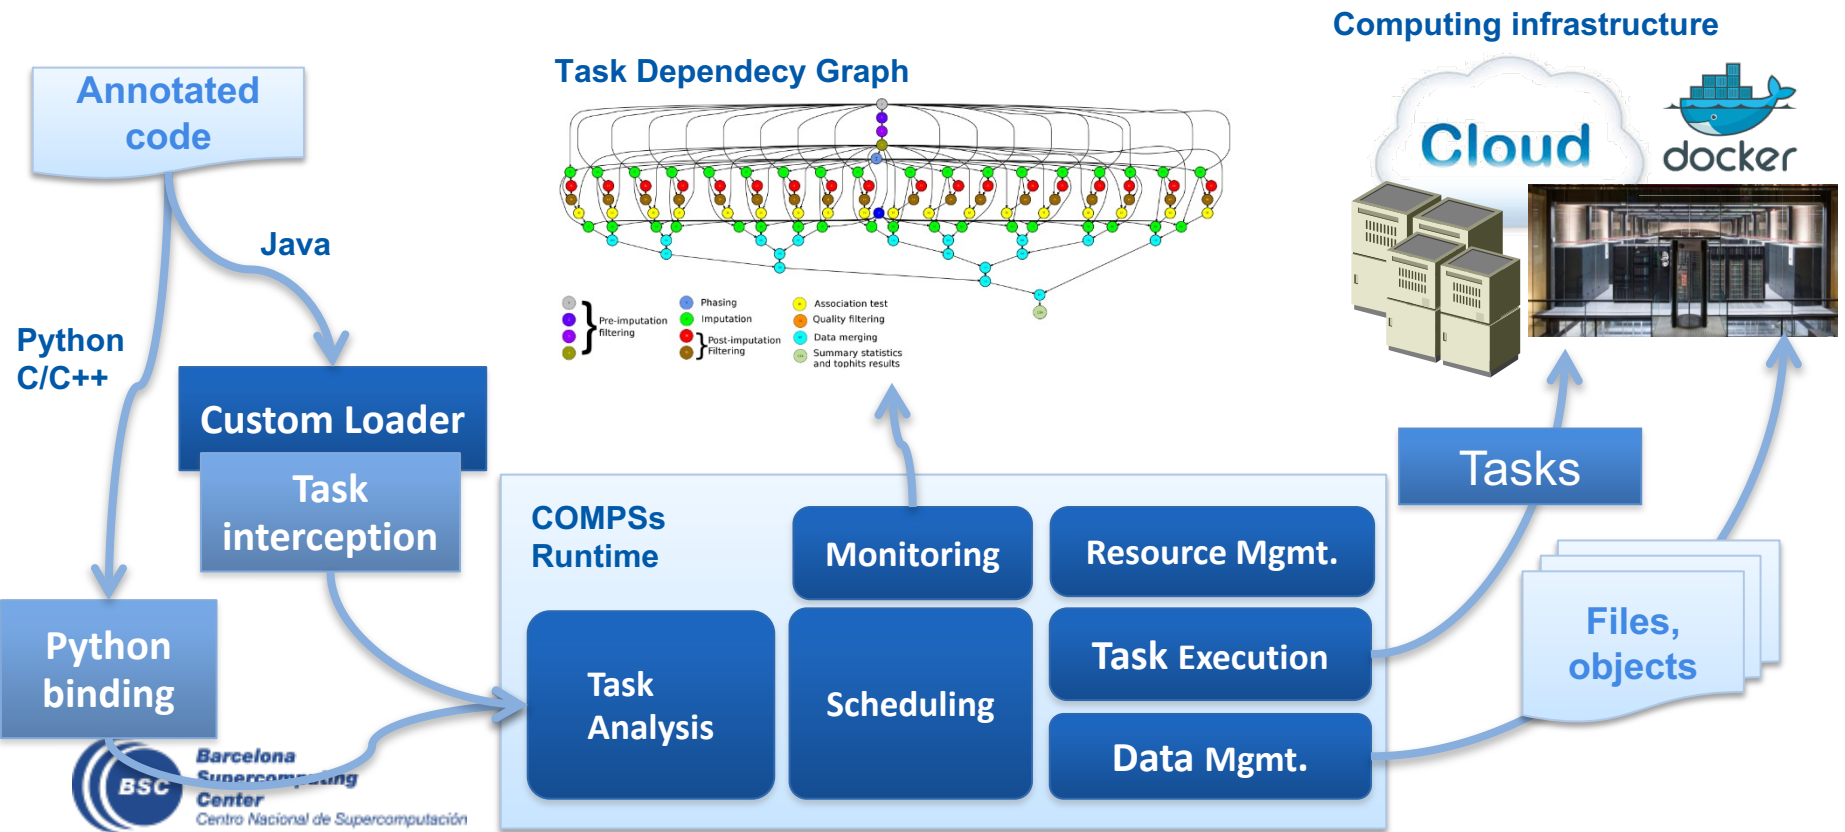 Computing infrastructure
Task Dependecy Graph
Annotated
code
Cloud
docker
Java
Python
C/C++
Pre-imputation
filtering
Phasing
Imputation
Post-imputation
Filtering
Association test
Quality filtering
Data merging
Summary statistics
and tophits results
Custom Loader
Task
interception
Tasks
COMPSs
Runtime
Monitoring
Resource Mgmt.
Python
binding
Task
Analysis
Scheduling
Task Execution
Data Mgmt.
Files,
objects
BSC
Barcelona
Supercomputing
Center
Centro Nacional de Supercomputación